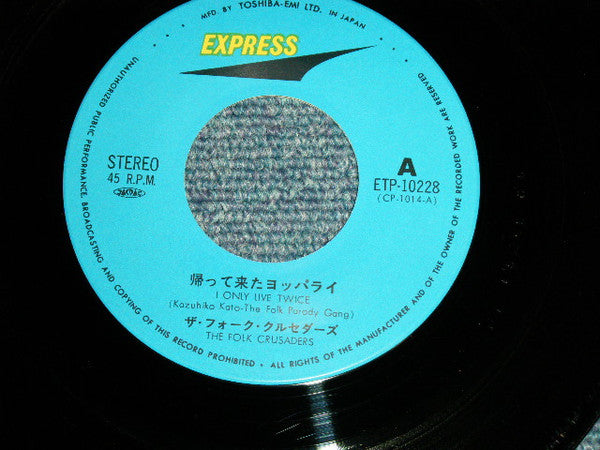 MFD. BY TOSHIBA-EMI LTD. IN JAPAN
EXPRESS
STEREO
45 R.P.M.
A
ETP-10228
(CP-1014-A)
帰って来たヨッパライ
I ONLY LIVE TWICE
(Kazuhiko Kato-The Folk Parody Gang)
ザ・フォーク・クルセダーズ
THE FOLK CRUSADERS
UNAUTHORIZED PUBLIC PERFORMANCE, BROADCASTING AND COPYING OF THIS RECORD PROHIBITED • ALL RIGHTS OF THE MANUFACTURER AND OF THE OWNER OF THE RECORDED WORK ARE RESERVED.